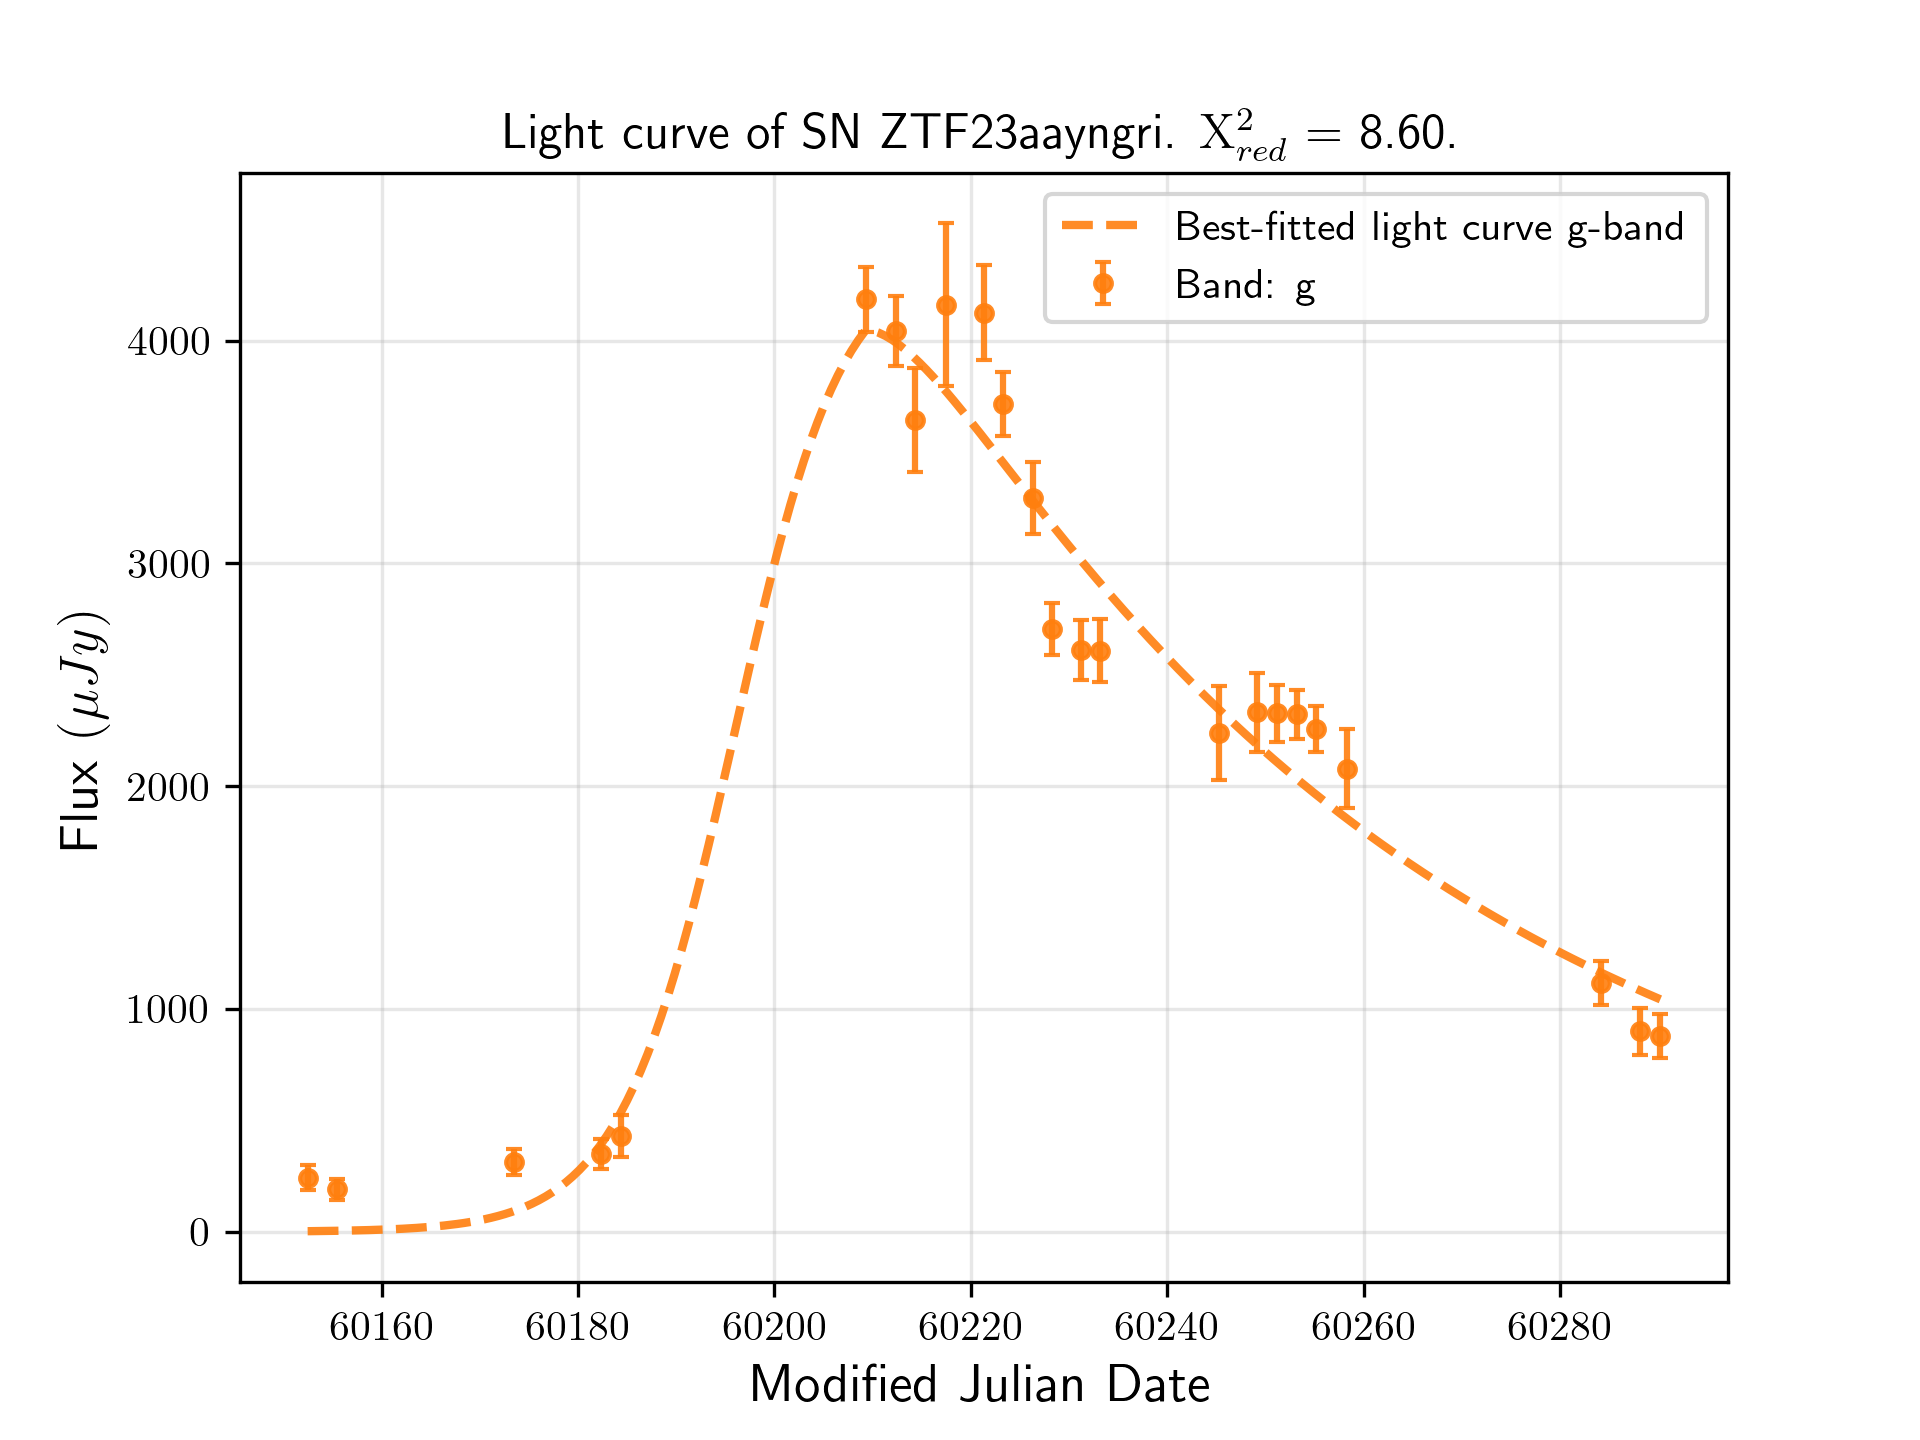 Light curve of SN ZTF23aayngri. X²_red = 8.60.
Best-fitted light curve g-band
Band: g
Flux (μJy)
4000
3000
2000
1000
0
60160 60180 60200 60220 60240 60260 60280
Modified Julian Date